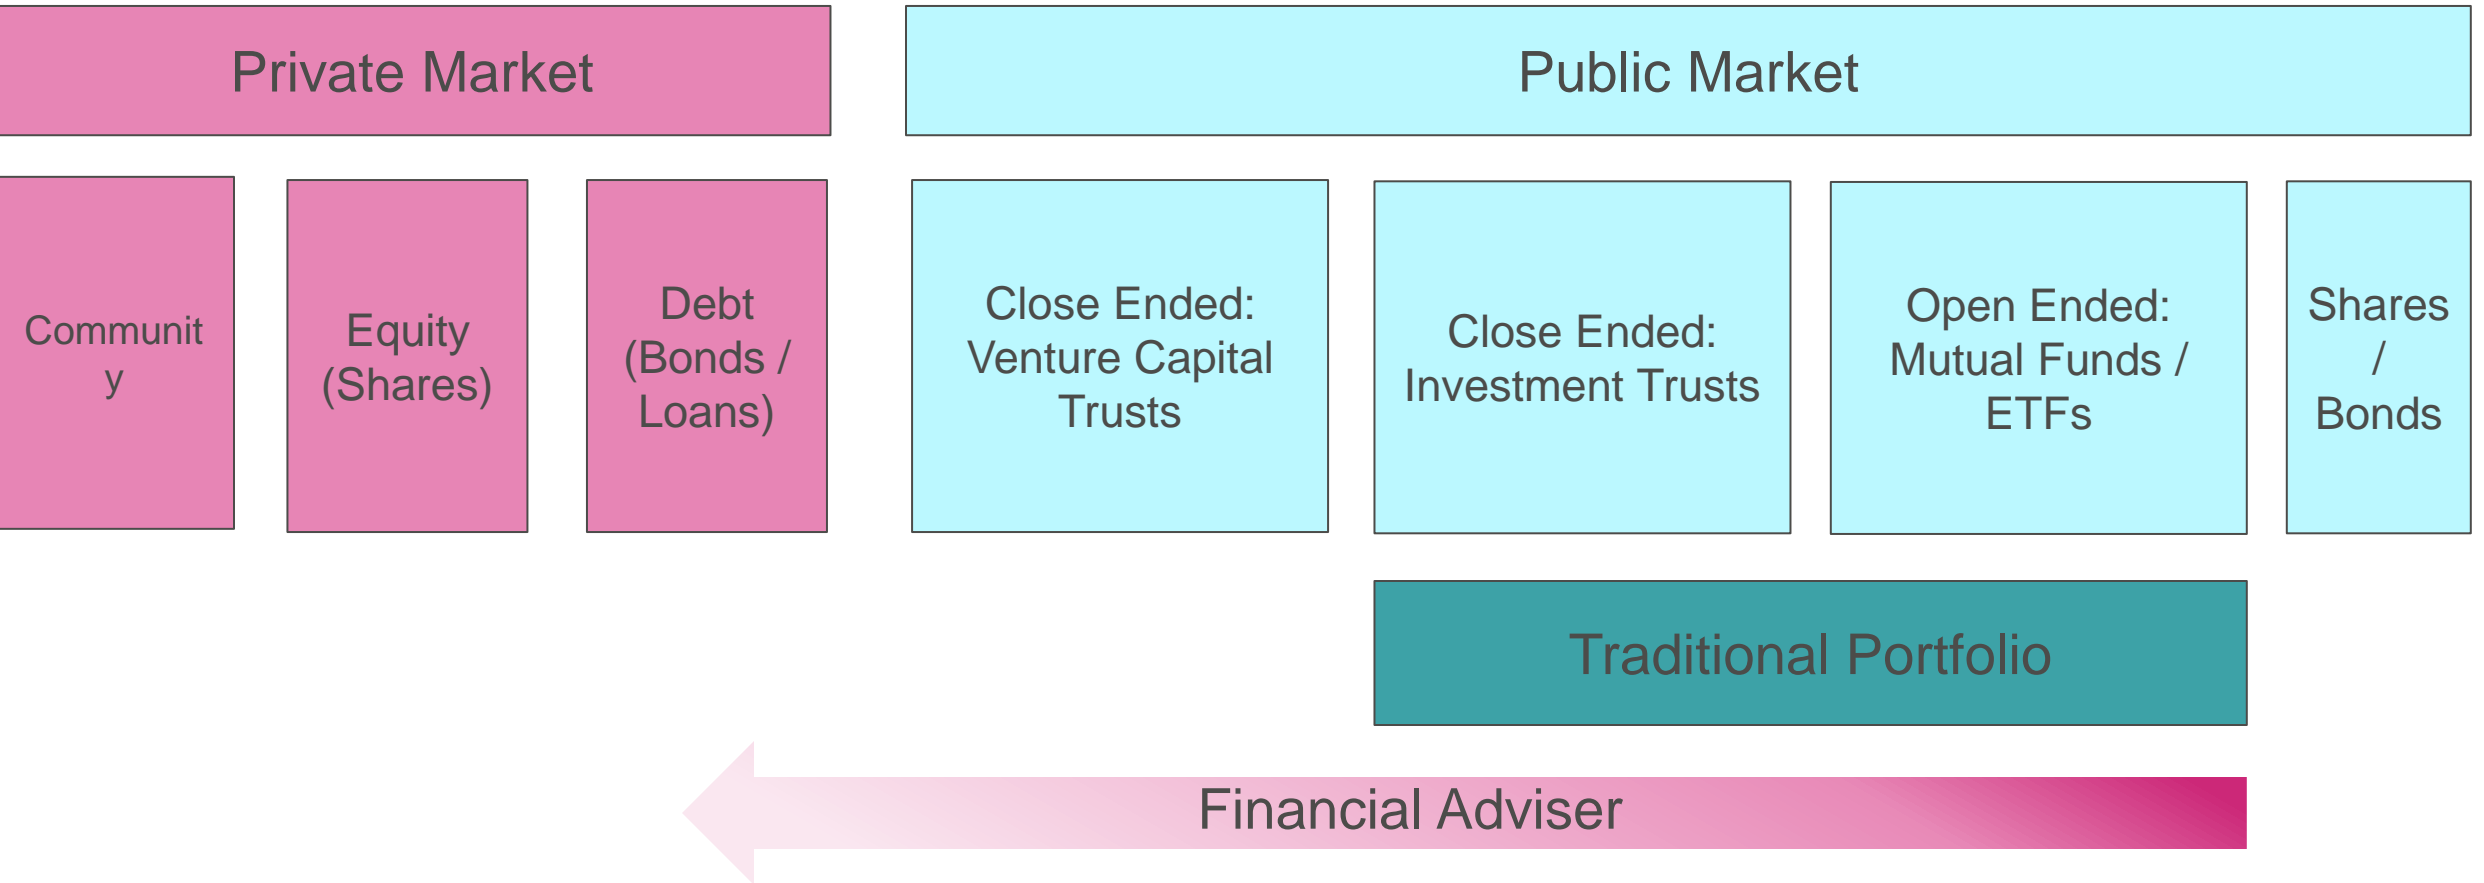 Private Market
Public Market
Communit
y
Equity
(Shares)
Debt
(Bonds /
Loans)
Close Ended:
Venture Capital
Trusts
Close Ended:
Investment Trusts
Open Ended:
Mutual Funds /
ETFs
Shares
/
Bonds
Traditional Portfolio
Financial Adviser